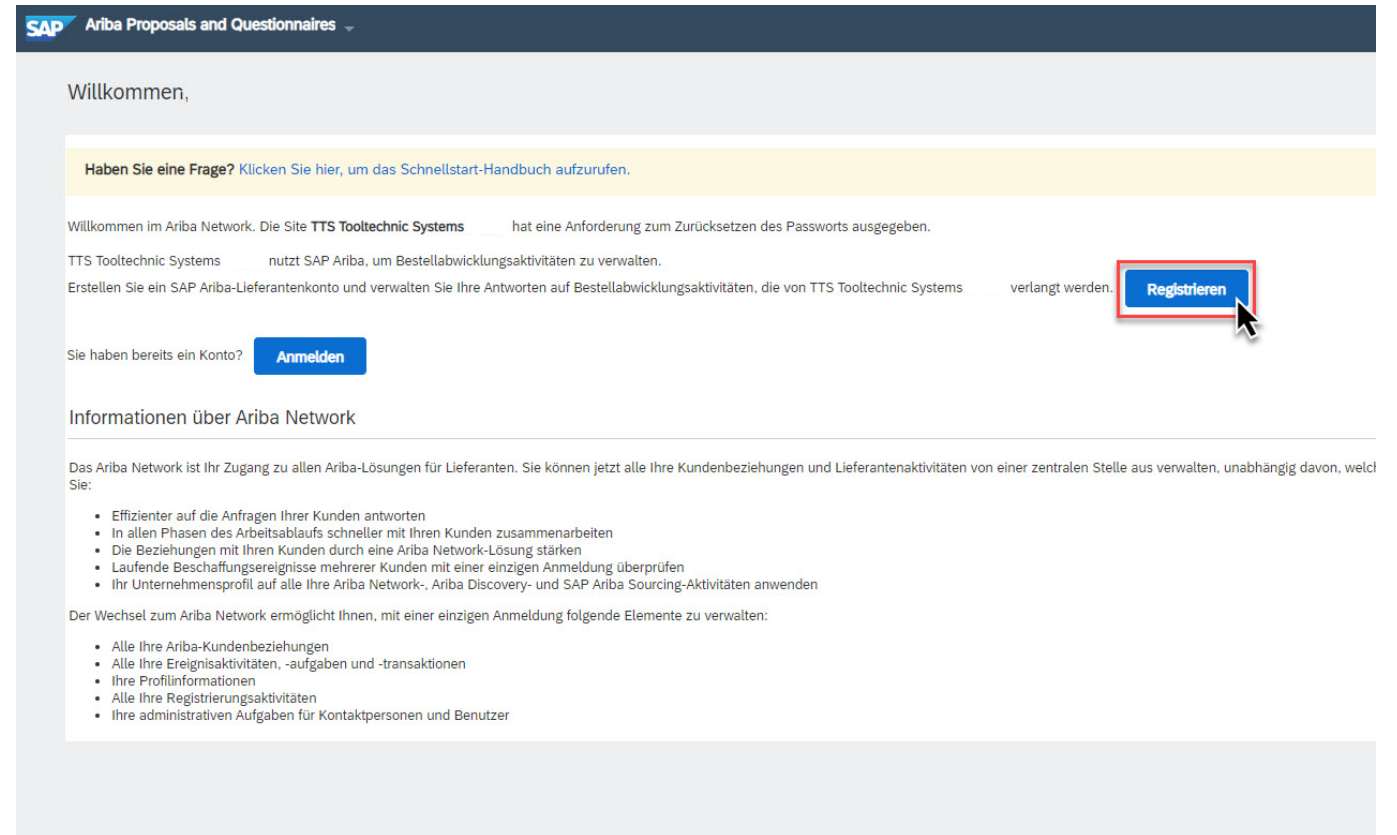 SAP Ariba Proposals and Questionnaires
Willkommen,
Haben Sie eine Frage? Klicken Sie hier, um das Schnellstart-Handbuch aufzurufen.
Willkommen im Ariba Network. Die Site TTS Tooltechnic Systems hat eine Anforderung zum Zurücksetzen des Passworts ausgegeben.
TTS Tooltechnic Systems nutzt SAP Ariba, um Bestellabwicklungsaktivitäten zu verwalten.
Erstellen Sie ein SAP Ariba-Lieferantenkonto und verwalten Sie Ihre Antworten auf Bestellabwicklungsaktivitäten, die von TTS Tooltechnic Systems verlangt werden. Registrieren
Sie haben bereits ein Konto? Anmelden
Informationen über Ariba Network
Das Ariba Network ist Ihr Zugang zu allen Ariba-Lösungen für Lieferanten. Sie können jetzt alle Ihre Kundenbeziehungen und Lieferantenaktivitäten von einer zentralen Stelle aus verwalten, unabhängig davon, welch
Sie:
• Effizienter auf die Anfragen Ihrer Kunden antworten
• In allen Phasen des Arbeitsablaufs schneller mit Ihren Kunden zusammenarbeiten
• Die Beziehungen mit Ihren Kunden durch eine Ariba Network-Lösung stärken
• Laufende Beschaffungsereignisse mehrerer Kunden mit einer einzigen Anmeldung überprüfen
• Ihr Unternehmensprofil auf alle Ihre Ariba Network-, Ariba Discovery- und SAP Ariba Sourcing-Aktivitäten anwenden
Der Wechsel zum Ariba Network ermöglicht Ihnen, mit einer einzigen Anmeldung folgende Elemente zu verwalten:
• Alle Ihre Ariba-Kundenbeziehungen
• Alle Ihre Ereignisaktivitäten, -aufgaben und -transaktionen
• Ihre Profilinformationen
• Alle Ihre Registrierungsaktivitäten
• Ihre administrativen Aufgaben für Kontaktpersonen und Benutzer